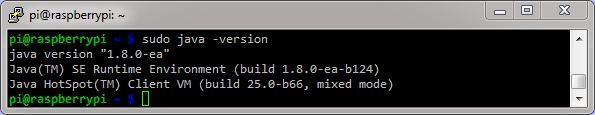 pi@raspberrypi: ~
pi@raspberrypi ~ $ sudo java -version
java version "1.8.0-ea"
Java(TM) SE Runtime Environment (build 1.8.0-ea-b124)
Java HotSpot(TM) Client VM (build 25.0-b66, mixed mode)
pi@raspberrypi ~ $